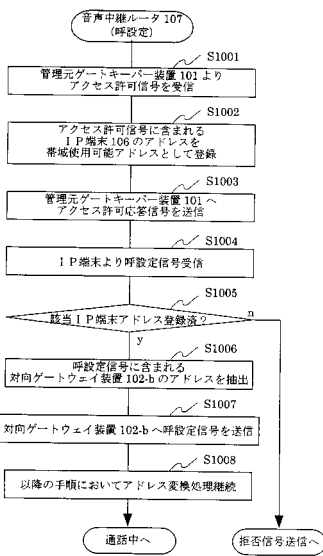 音声中継ルータ 107
(呼設定)
S1001
管理元ゲートキーパー装置 101 より
アクセス許可信号を受信
S1002
アクセス許可信号に含まれる
IP端末 106 のアドレスを
帯域使用可能アドレスとして登録
S1003
管理元ゲートキーパー装置 101 へ
アクセス許可応答信号を送信
S1004
IP端末より呼設定信号受信
S1005
該当IP端末アドレス登録済?
n
y
S1006
呼設定信号に含まれる
対向ゲートウェイ装置 102-b のアドレスを抽出
S1007
対向ゲートウェイ装置 102-b へ呼設定信号を送信
S1008
以降の手順においてアドレス変換処理継続
通話中へ
拒否信号送信へ